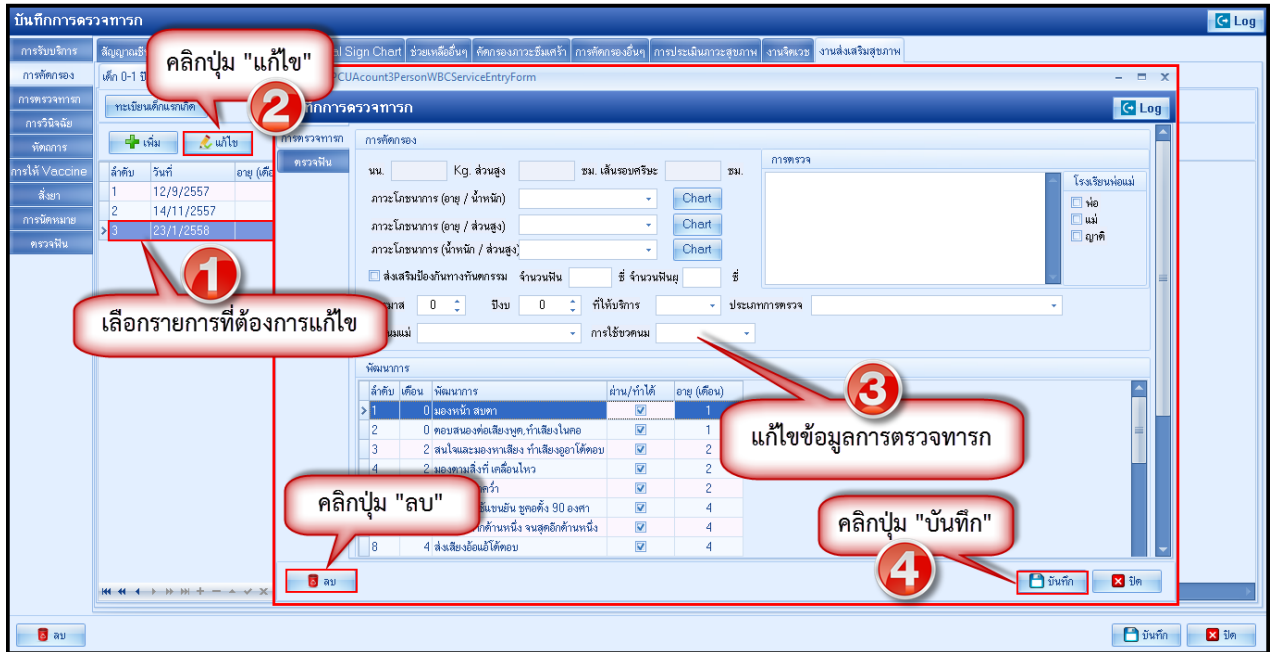 บันทึกการตรวจทารก
Log
การรับบริการ
การคัดกรอง
การตรวจทารก
การวินิจฉัย
หัตถการ
การให้ Vaccine
สั่งยา
การนัดหมาย
ตรวจฟัน
Sign Chart
ช่วยเหลืออื่นๆ
คัดกรองภาวะซึมเศร้า
การคัดกรองอื่นๆ
การประเมินภาวะสุขภาพ
งานจิตเวช
งานส่งเสริมสุขภาพ
คลิกปุ่ม "แก้ไข"
2
ทะเบียนเด็กแรกเกิด
เพิ่ม
แก้ไข
ลำดับ วันที่ อายุ
1 12/9/2557
2 14/11/2557
3 23/1/2558
1
เลือกรายการที่ต้องการแก้ไข
PCUAcount3PersonWBCServiceEntryForm
ทึกการตรวจทารก
Log
การตรวจทารก
ตรวจฟัน
การคัดกรอง
นน. Kg. ส่วนสูง ซม. เส้นรอบศรีษะ ซม.
ภาวะโภชนาการ (อายุ / น้ำหนัก) Chart
ภาวะโภชนาการ (อายุ / ส่วนสูง) Chart
ภาวะโภชนาการ (น้ำหนัก / ส่วนสูง) Chart
ส่งเสริมป้องกันทางทันตกรรม จำนวนฟัน ซี่ จำนวนฟันผุ ซี่
การตรวจ
โรงเรียนพ่อแม่
พ่อ
แม่
ญาติ
0 ปีงบ 0 ที่ให้บริการ ประเภทการตรวจ
การใช้ขวดนม
3
แก้ไขข้อมูลการตรวจทารก
พัฒนาการ
ลำดับ เดือน พัฒนาการ ผ่าน/ทำได้ อายุ (เดือน)
1 0 มองหน้า สบตา 1
2 0 ตอบสนองต่อเสียงพูด,ทำเสียงในคอ 1
3 2 สนใจและมองหาเสียง ทำเสียงอูอาโต้ตอบ 2
4 2 มองตามสิ่งที่ เคลื่อนไหว 2
2
ชูคอตั้ง 90 องศา 4
จนสุดอีกด้านหนึ่ง 4
8 4 ส่งเสียงอ้อแอ้โต้ตอบ 4
คลิกปุ่ม "ลบ"
คลิกปุ่ม "บันทึก"
4
ลบ
บันทึก
ปิด
ลบ
บันทึก
ปิด